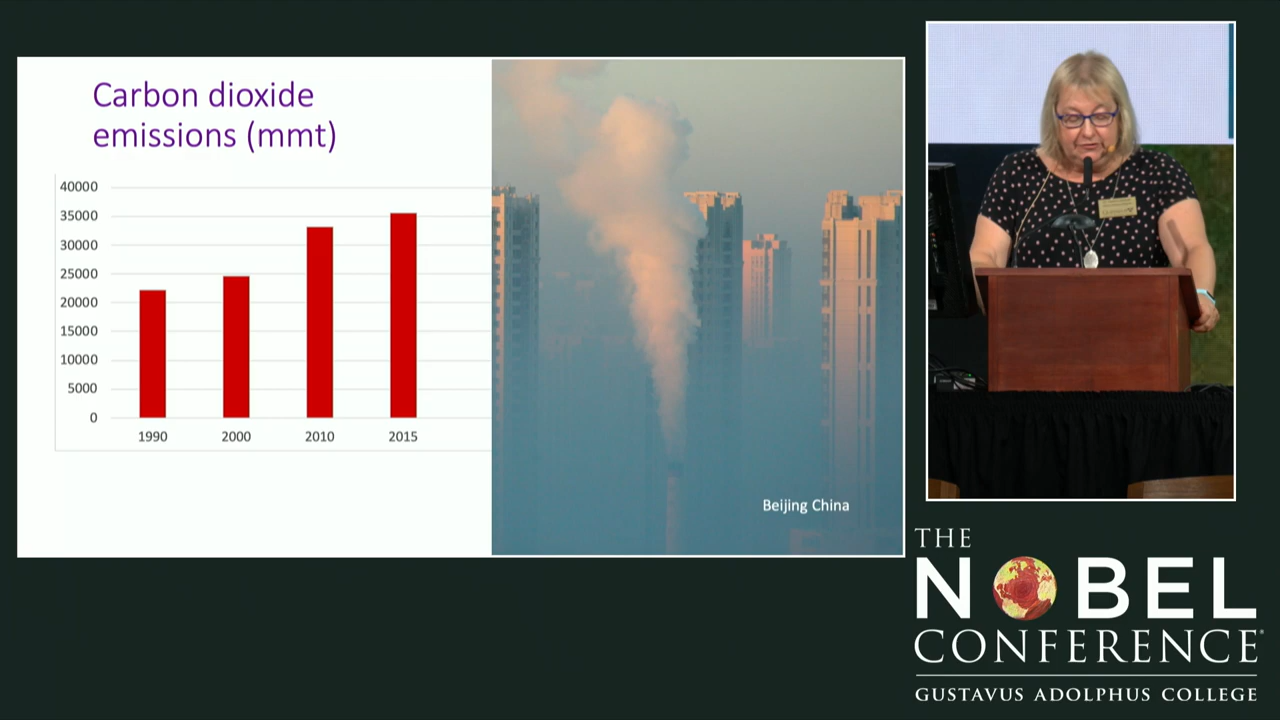 Carbon dioxide
emissions (mmt)
40000
35000
30000
25000
20000
15000
10000
5000
0
1990
2000
2010
2015
Beijing China
THE
NOBEL
CONFERENCE®
GUSTAVUS ADOLPHUS COLLEGE